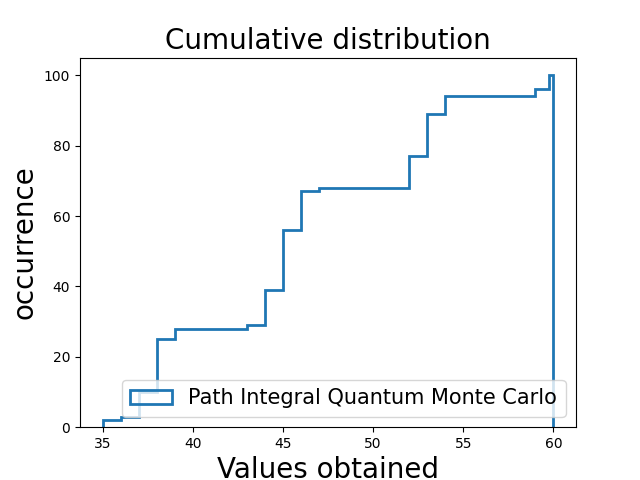 Cumulative distribution
100
80
60
40
20
0
occurrence
Path Integral Quantum Monte Carlo
35 40 45 50 55 60
Values obtained